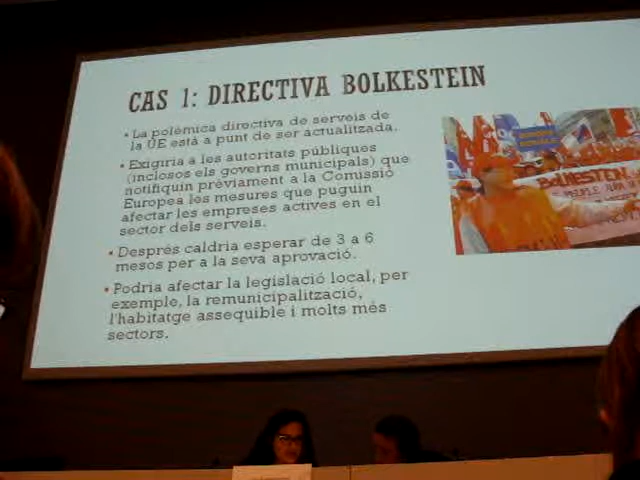 CAS 1: DIRECTIVA BOLKESTEIN
• La polèmica directiva de serveis de
la UE està a punt de ser actualitzada.
• Exigiria a les autoritats públiques
(inclosos els governs municipals) que
notifiquin prèviament a la Comissió
Europea les mesures que puguin
afectar les empreses actives en el
sector dels serveis.
• Després caldria esperar de 3 a 6
mesos per a la seva aprovació.
• Podria afectar la legislació local, per
exemple, la remunicipalització,
l'habitatge assequible i molts més
sectors.
BOLKESTEIN